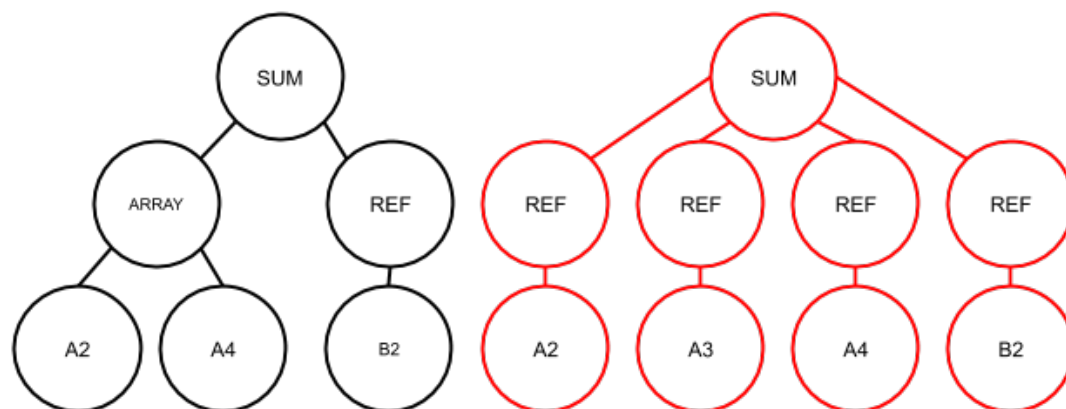 SUM
ARRAY
REF
A2
A4
B2
SUM
REF
REF
REF
REF
A2
A3
A4
B2